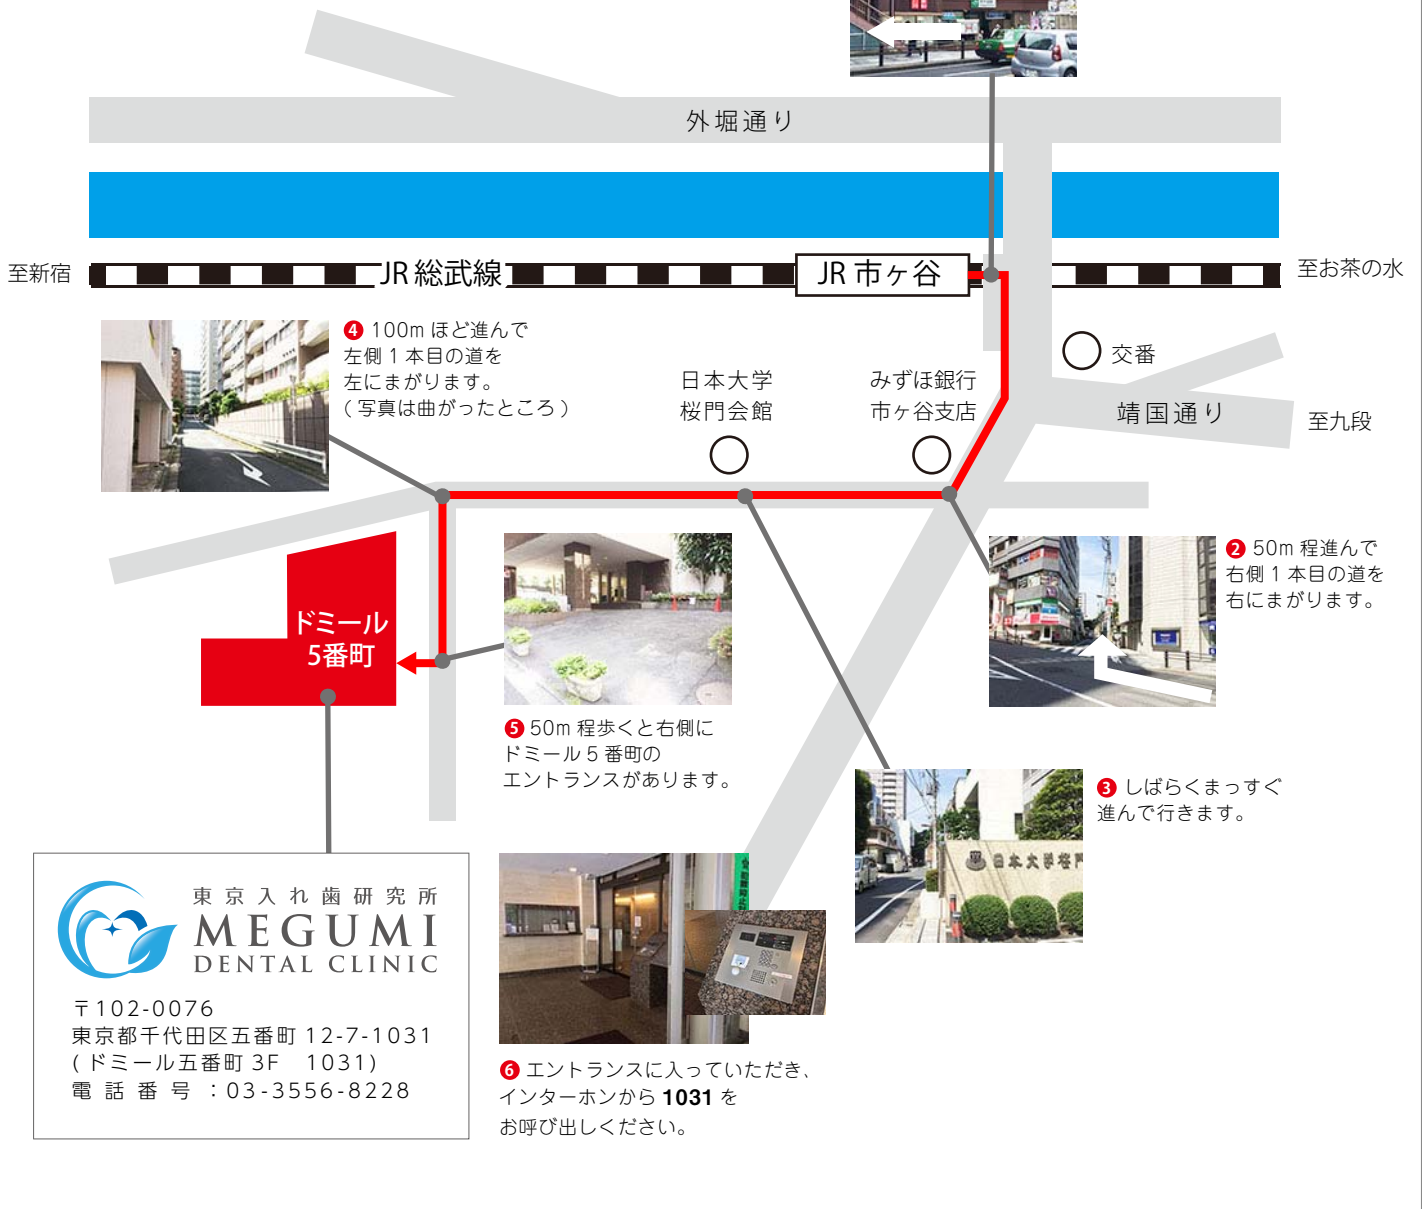 外堀通り
至新宿
JR 総武線
JR 市ヶ谷
至お茶の水
❹ 100m ほど進んで
左側 1 本目の道を
左にまがります。
( 写真は曲がったところ )
日本大学
桜門会館
みずほ銀行
市ヶ谷支店
交番
靖国通り
至九段
❷ 50m 程進んで
右側 1 本目の道を
右にまがります。
ドミール
5番町
❺ 50m 程歩くと右側に
ドミール 5 番町の
エントランスがあります。
❸ しばらくまっすぐ
進んで行きます。
日本大学桜門
東京入れ歯研究所
MEGUMI
DENTAL CLINIC
〒102-0076
東京都千代田区五番町 12-7-1031
( ドミール五番町 3F　1031)
電 話 番 号 ：03-3556-8228
❻ エントランスに入っていただき、
インターホンから 1031 を
お呼び出しください。